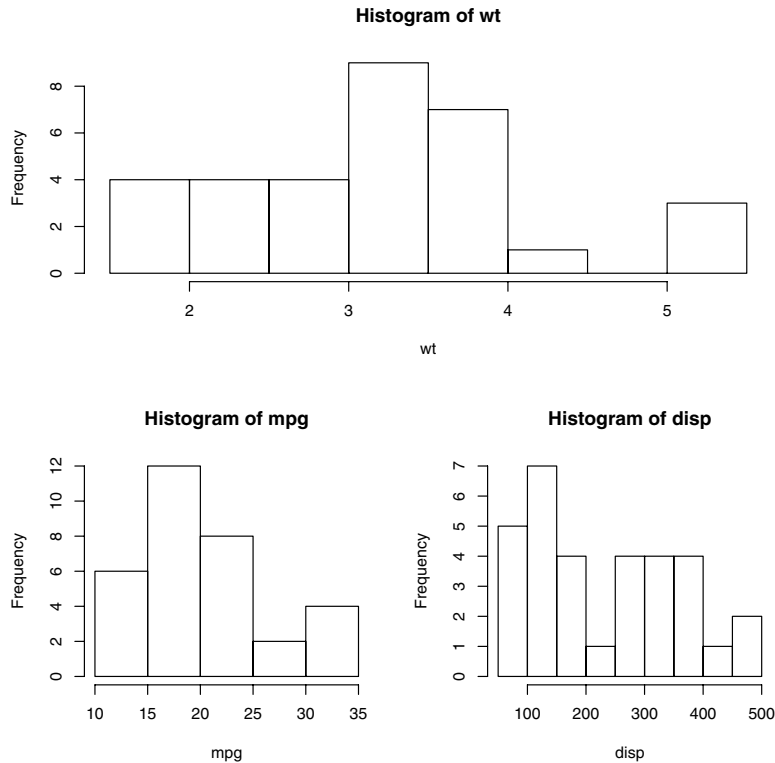 Histogram of wt
Frequency
8
6
4
2
0
2 3 4 5
wt
Histogram of mpg
Frequency
12
10
8
6
4
2
0
10 15 20 25 30 35
mpg
Histogram of disp
Frequency
7
6
5
4
3
2
1
0
100 200 300 400 500
disp